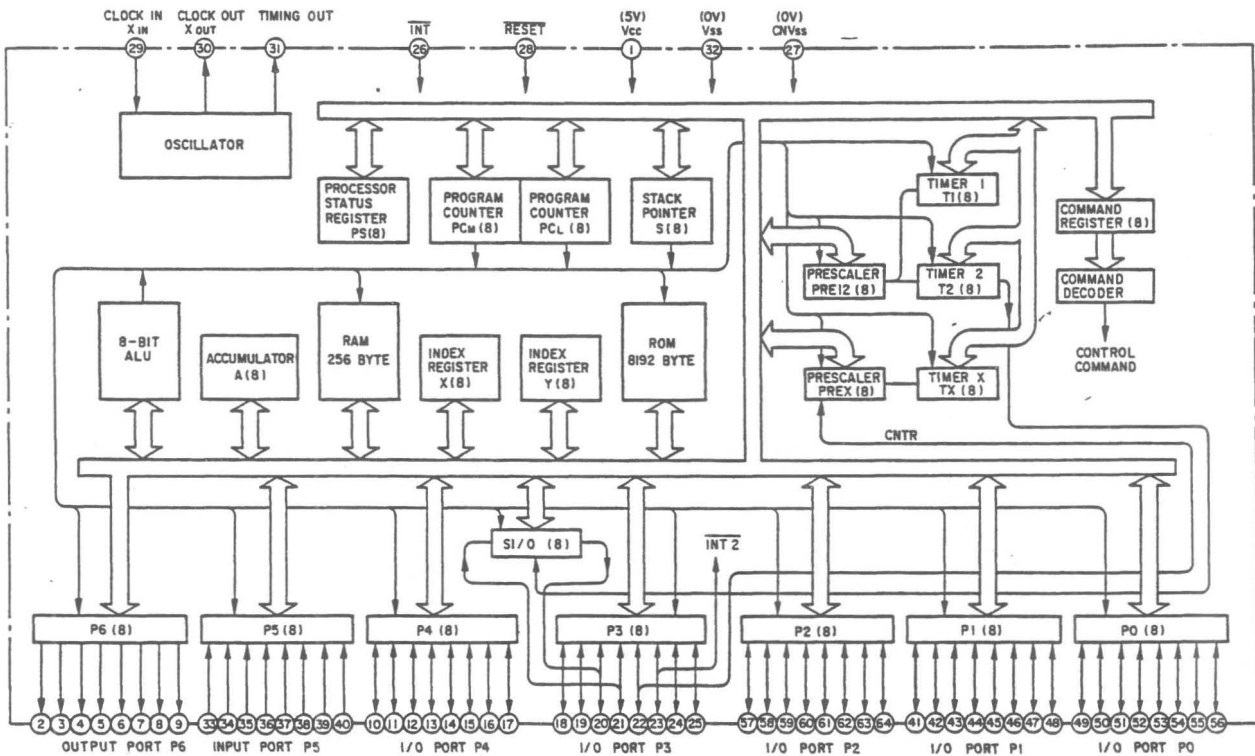 CLOCK IN CLOCK OUT TIMING OUT
XIN XOUT
INT RESET (5V) (0V) (0V)
Vcc Vss CNVss
29 30 31 26 28 1 32 27
OSCILLATOR
PROCESSOR STATUS REGISTER PS(8)
PROGRAM COUNTER PCM(8)
PROGRAM COUNTER PCL(8)
STACK POINTER S(8)
TIMER 1 T1(8)
COMMAND REGISTER (8)
PRESCALER PRE12(8)
TIMER 2 T2(8)
COMMAND DECODER
8-BIT ALU
ACCUMULATOR A(8)
RAM 256 BYTE
INDEX REGISTER X(8)
INDEX REGISTER Y(8)
ROM 8192 BYTE
PRESCALER PREX(8)
TIMER X TX(8)
CONTROL COMMAND
CNTR
SI/O (8)
INT 2
P6(8) P5(8) P4(8) P3(8) P2(8) P1(8) P0(8)
2 3 4 5 6 7 8 9 33 34 35 36 37 38 39 40 10 11 12 13 14 15 16 17 18 19 20 21 22 23 24 25 57 58 59 60 61 62 63 64 41 42 43 44 45 46 47 48 49 50 51 52 53 54 55 56
OUTPUT PORT P6 INPUT PORT P5 I/O PORT P4 I/O PORT P3 I/O PORT P2 I/O PORT P1 I/O PORT P0